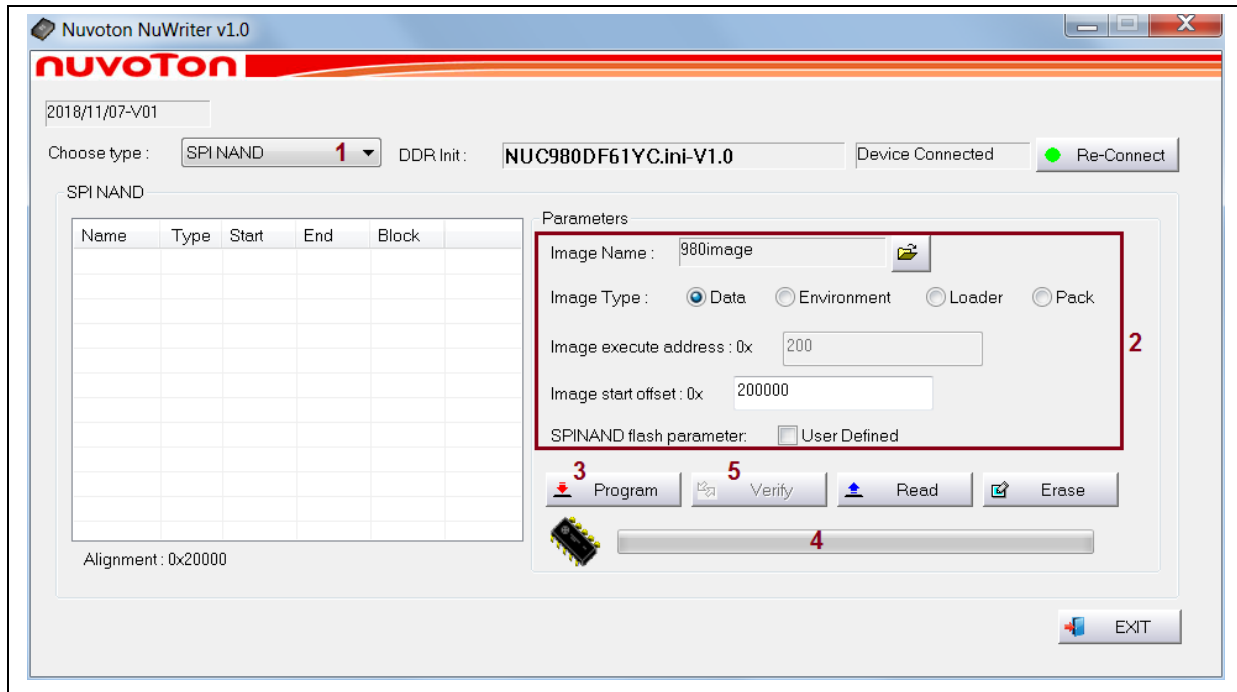 Nuvoton NuWriter v1.0
nuvoTon
2018/11/07-V01
Choose type : SPI NAND 1 DDR Init : NUC980DF61YC.ini-V1.0 Device Connected Re-Connect
SPI NAND
Name Type Start End Block
Alignment : 0x20000
Parameters
Image Name : 980image
Image Type : Data Environment Loader Pack
Image execute address : 0x 200
2
Image start offset : 0x 200000
SPINAND flash parameter: User Defined
3 5
Program Verify Read Erase
4
EXIT